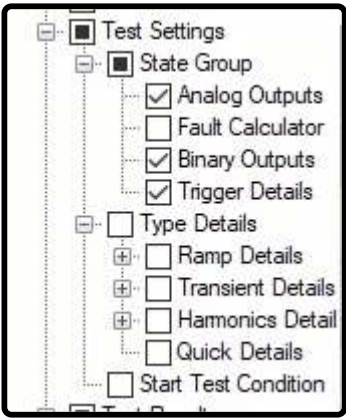 Test Settings
State Group
Analog Outputs
Fault Calculator
Binary Outputs
Trigger Details
Type Details
Ramp Details
Transient Details
Harmonics Detail
Quick Details
Start Test Condition